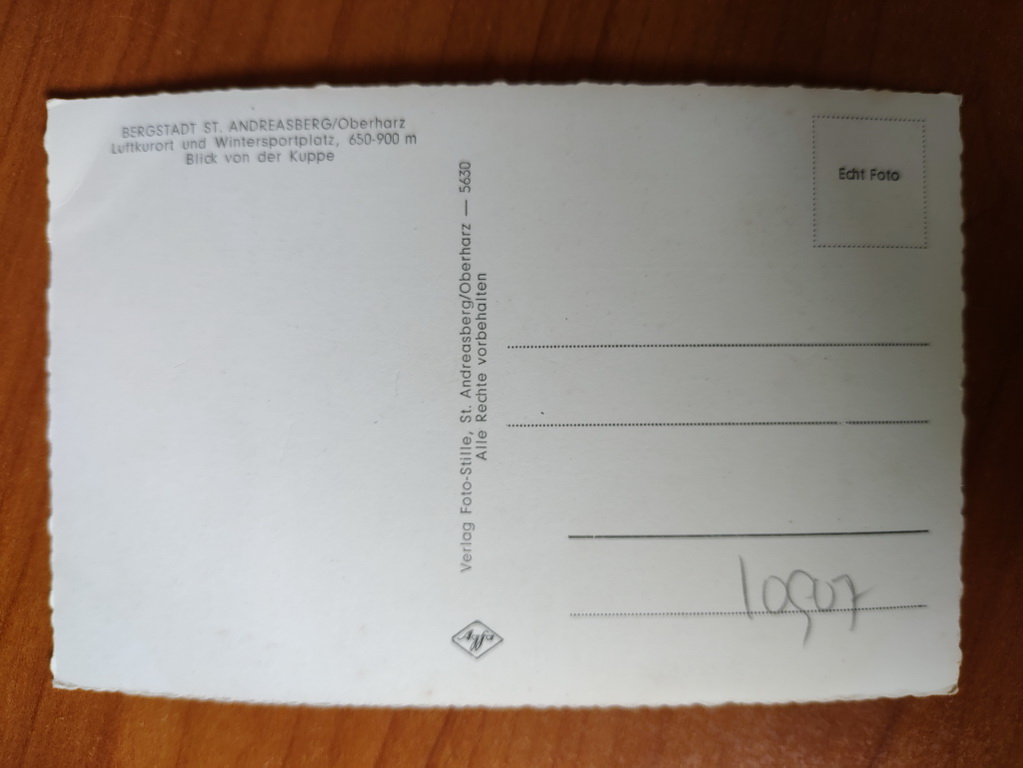 BERGSTADT ST. ANDREASBERG/Oberharz
Luftkurort und Wintersportplatz, 650-900 m
Blick von der Kuppe
Echt Foto
Verlag Foto-Stille, St. Andreasberg/Oberharz — 5630
Alle Rechte vorbehalten
Agfa